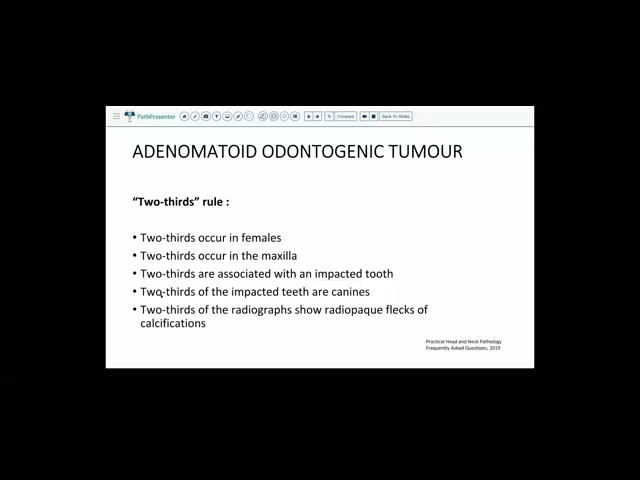 PathPresenter
Compare
Back To Slides
ADENOMATOID ODONTOGENIC TUMOUR
“Two-thirds” rule :
• Two-thirds occur in females
• Two-thirds occur in the maxilla
• Two-thirds are associated with an impacted tooth
• Two-thirds of the impacted teeth are canines
• Two-thirds of the radiographs show radiopaque flecks of
calcifications
Practical Head and Neck Pathology
Frequently Asked Questions, 2019